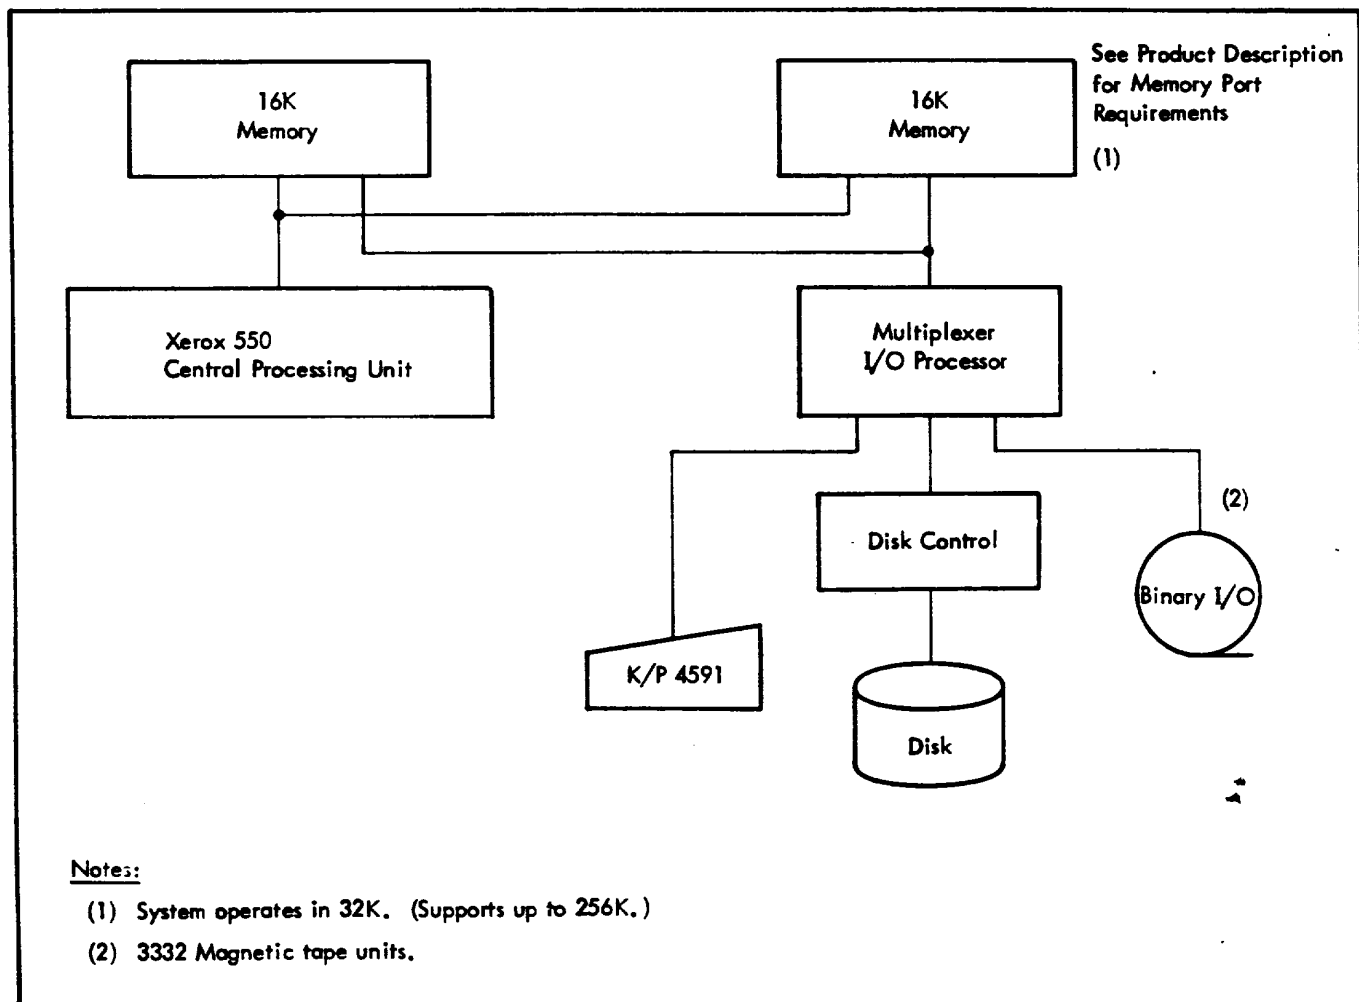 16K
Memory
16K
Memory
See Product Description
for Memory Port
Requirements
(1)
Xerox 550
Central Processing Unit
Multiplexer
I/O Processor
Disk Control
(2)
Binary I/O
K/P 4591
Disk
Notes:
(1) System operates in 32K. (Supports up to 256K.)
(2) 3332 Magnetic tape units.